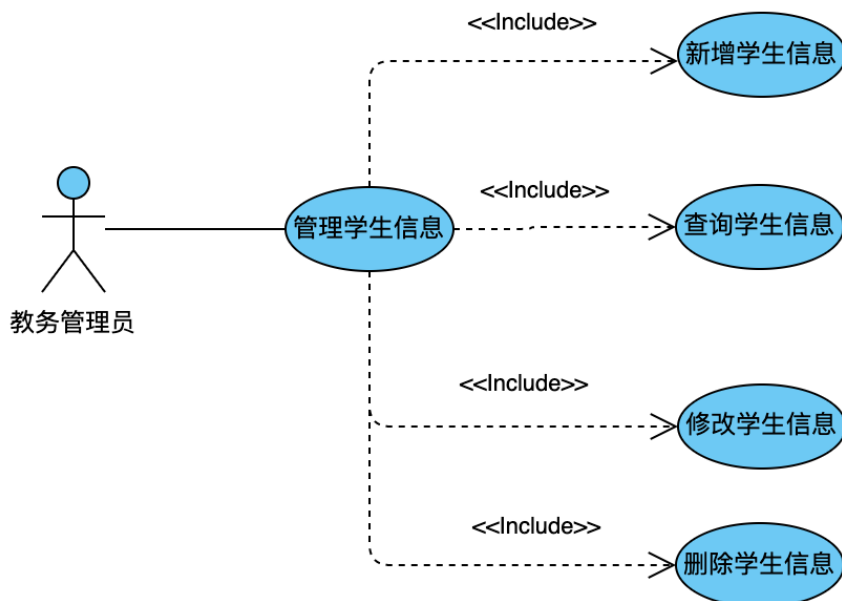 <<Include>>
新增学生信息
<<Include>>
管理学生信息
查询学生信息
教务管理员
<<Include>>
修改学生信息
<<Include>>
删除学生信息